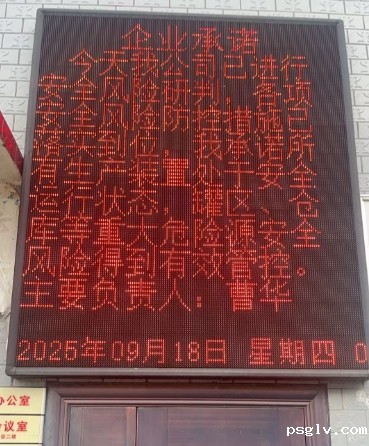 企业承诺
今天我公司已进行
安全风险研判,各项
安全风险防控措施已
落实到位,我承诺所
有生产装 处于安全
运行状态,罐区、仓
库等重大危险源安全
风险得到有效管控。
主要负责人: 华
2025年09月18日 星期四 0
办公室
会议室
psglv.com